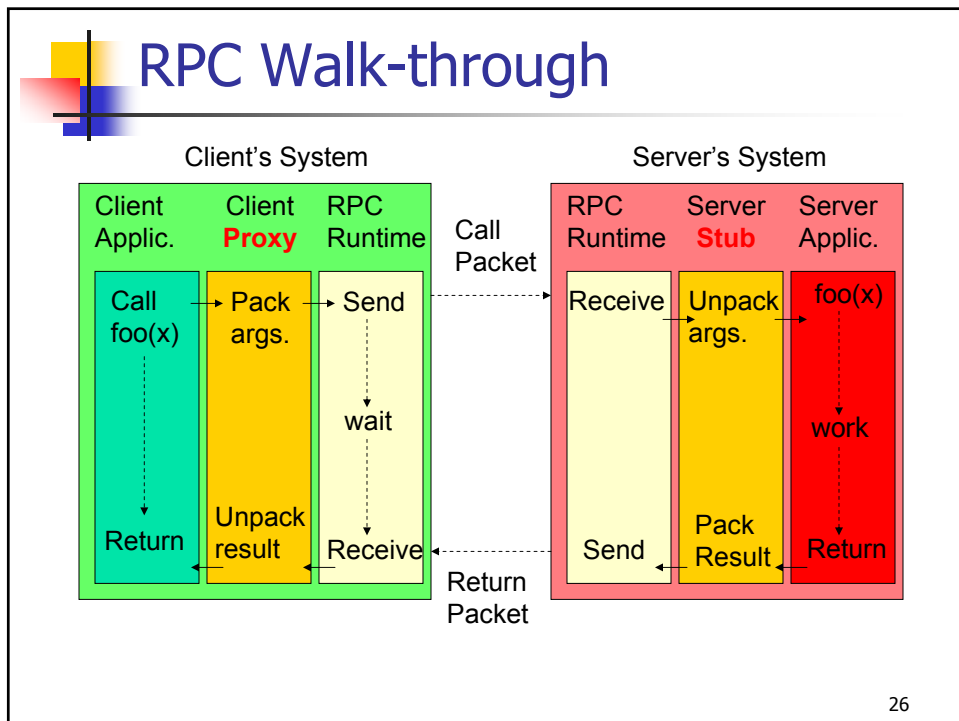 RPC Walk-through
Client's System
Server's System
Client
Applic.
Client
Proxy
RPC
Runtime
Call
Packet
RPC
Runtime
Server
Stub
Server
Applic.
Call
foo(x)
Pack
args.
Send
Receive
Unpack
args.
foo(x)
wait
work
Return
Unpack
result
Receive
Send
Pack
Result
Return
Return
Packet
26